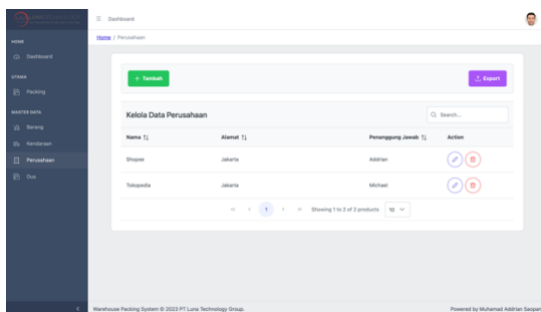 Dashboard
Home / Perusahaan
HOME
Dashboard
UTAMA
Packing
MASTER DATA
Barang
Kendaraan
Perusahaan
Dus
+ Tambah
Export
Kelola Data Perusahaan
Search...
Nama Alamat Penanggung Jawab Action
Shopee Jakarta Addrian
Tokopedia Jakarta Michael
« ‹ 1 › » Showing 1 to 2 of 2 products 10
Warehouse Packing System © 2023 PT Luna Technology Group.
Powered by Muhamad Addrian Saopan